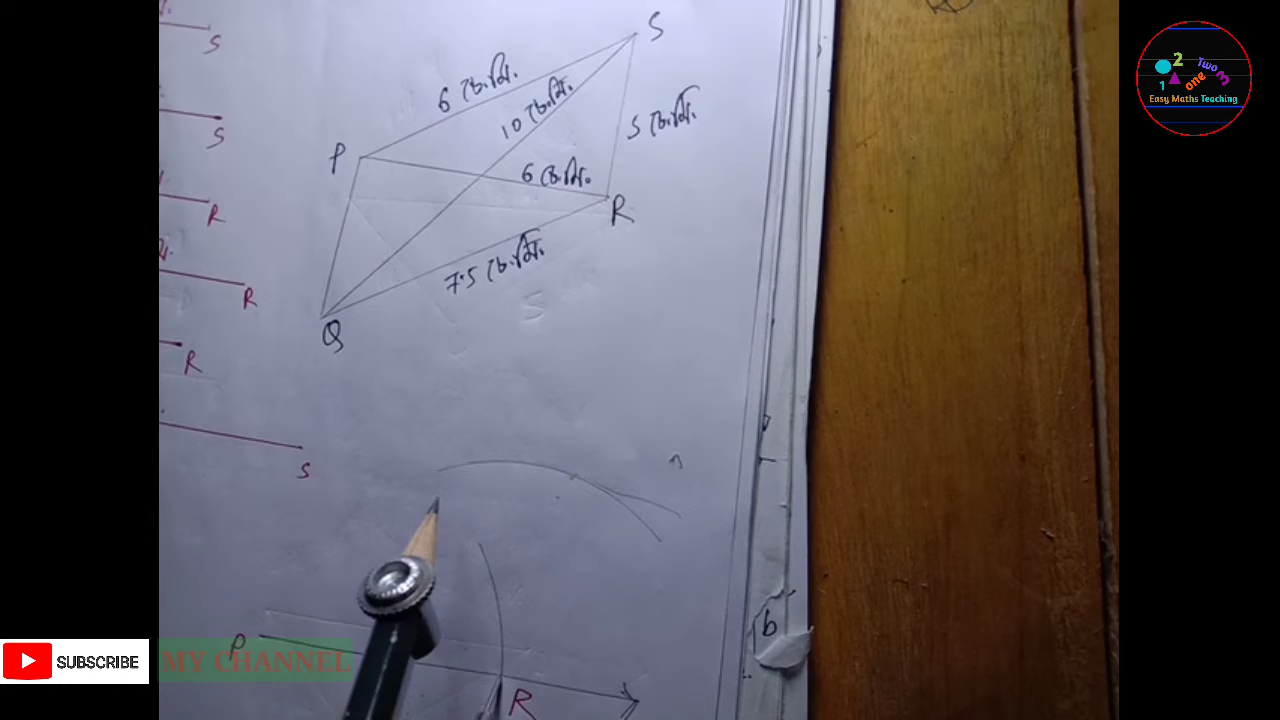 S
S
S
6 সে.মি.
10 সে.মি.
5 সে.মি.
P
6 সে.মি.
R
R
7.5 সে.মি.
R
Q
R
S
P
R
b
1 2
Two
one
3
Easy Maths Teaching
SUBSCRIBE
MY CHANNEL